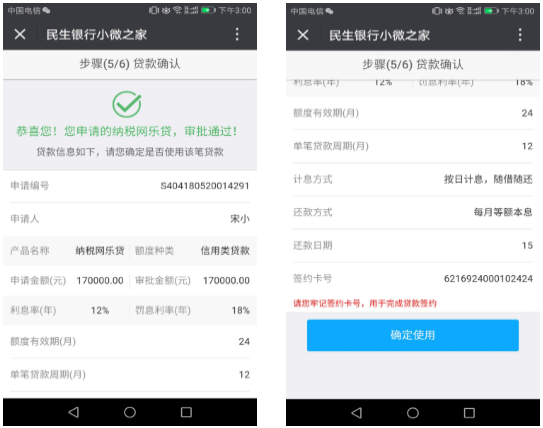 中国电信 下午3:00
民生银行小微之家
步骤(5/6) 贷款确认
恭喜您！您申请的纳税网乐贷，审批通过！
贷款信息如下，请您确定是否使用该笔贷款
申请编号 S404180520014291
申请人 宋小
产品名称 纳税网乐贷 额度种类 信用类贷款
申请金额(元) 170000.00 审批金额(元) 170000.00
利息率(年) 12% 罚息利率(年) 18%
额度有效期(月) 24
单笔贷款周期(月) 12
中国电信 下午3:00
民生银行小微之家
步骤(5/6) 贷款确认
利息率(年) 12% 罚息利率(年) 18%
额度有效期(月) 24
单笔贷款周期(月) 12
计息方式 按日计息，随借随还
还款方式 每月等额本息
还款日期 15
签约卡号 6216924000102424
请您牢记签约卡号，用于完成贷款签约
确定使用